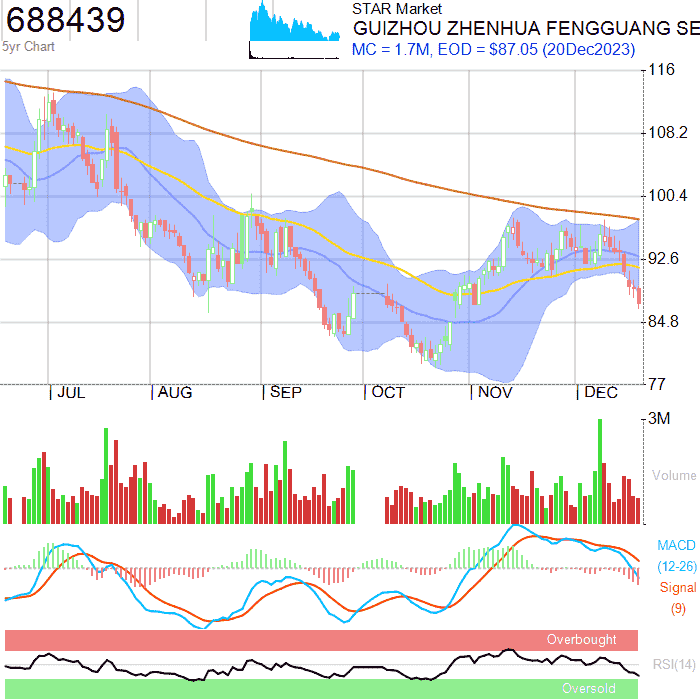 688439
STAR Market
GUIZHOU ZHENHUA FENGGUANG SE
5yr Chart
MC = 1.7M, EOD = $87.05 (20Dec2023)
116
108.2
100.4
92.6
84.8
77
JUL AUG SEP OCT NOV DEC
3M
Volume
MACD
(12-26)
Signal
(9)
Overbought
RSI(14)
Oversold